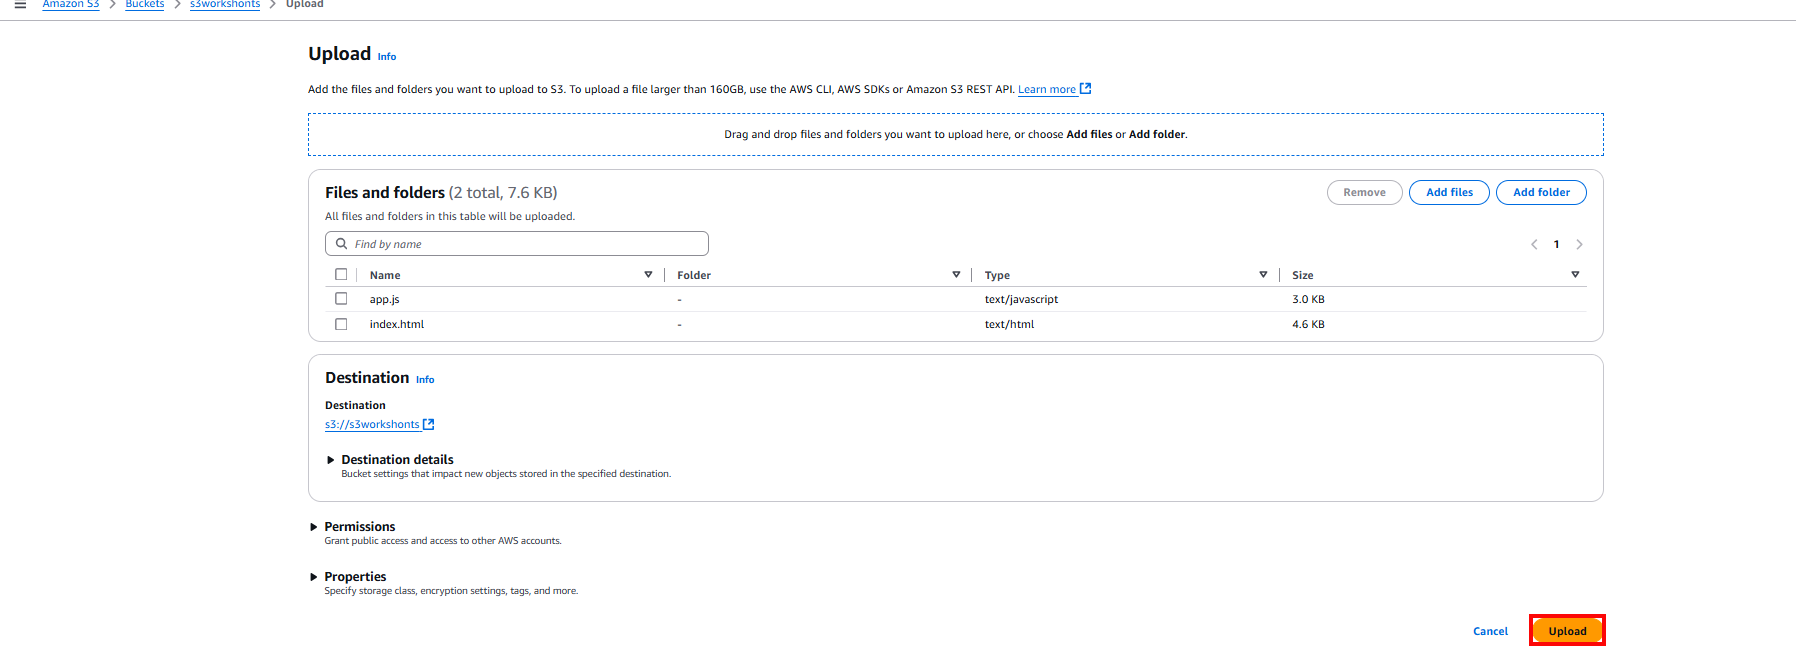 Amazon S3 > Buckets > s3workshonts > Upload
Upload Info
Add the files and folders you want to upload to S3. To upload a file larger than 160GB, use the AWS CLI, AWS SDKs or Amazon S3 REST API. Learn more
Drag and drop files and folders you want to upload here, or choose Add files or Add folder.
Files and folders (2 total, 7.6 KB)
Remove Add files Add folder
All files and folders in this table will be uploaded.
Find by name
1
Name Folder Type Size
app.js - text/javascript 3.0 KB
index.html - text/html 4.6 KB
Destination Info
Destination
s3://s3workshonts
Destination details
Bucket settings that impact new objects stored in the specified destination.
Permissions
Grant public access and access to other AWS accounts.
Properties
Specify storage class, encryption settings, tags, and more.
Cancel Upload